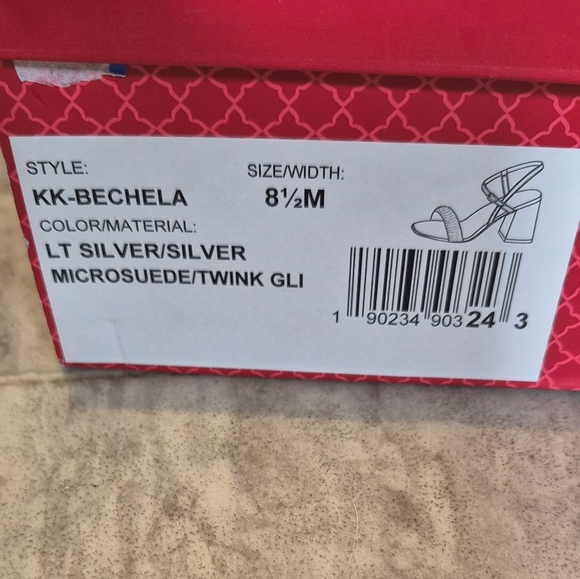 STYLE: SIZE/WIDTH:
KK-BECHELA 8½M
COLOR/MATERIAL:
LT SILVER/SILVER
MICROSUEDE/TWINK GLI
1 90234 90324 3